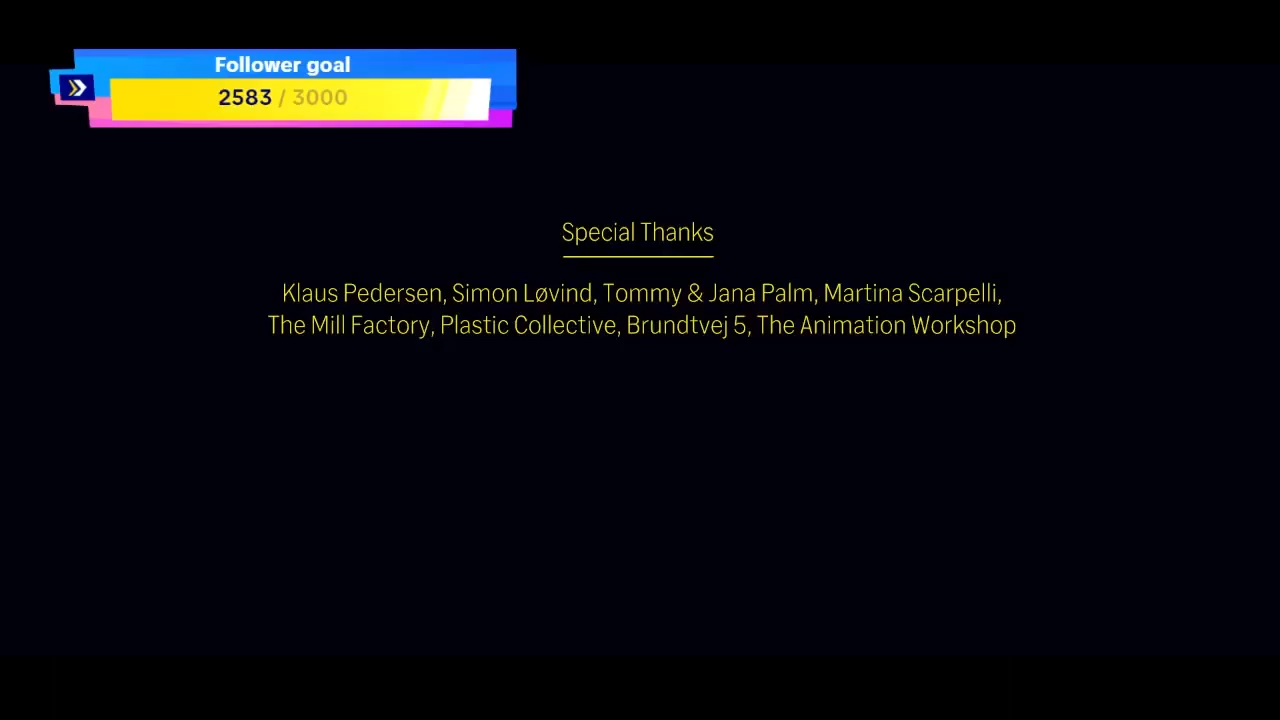 Follower goal
2583 / 3000
Special Thanks
Klaus Pedersen, Simon Løvind, Tommy & Jana Palm, Martina Scarpelli,
The Mill Factory, Plastic Collective, Brundtvej 5, The Animation Workshop